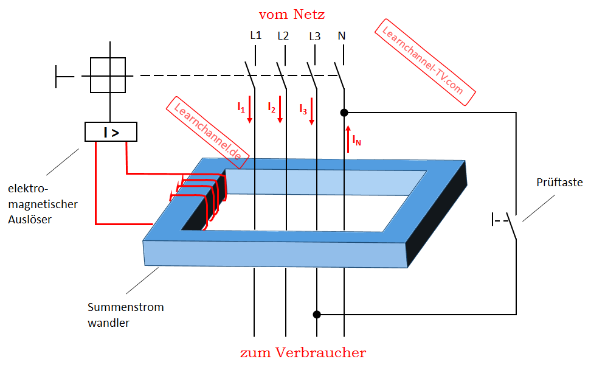 vom Netz
L1
L2
L3
N
Learnchannel-TV.com
I1
I2
I3
IN
Learnchannel.de
I >
elektro-
magnetischer
Auslöser
Prüftaste
Summenstrom
wandler
zum Verbraucher